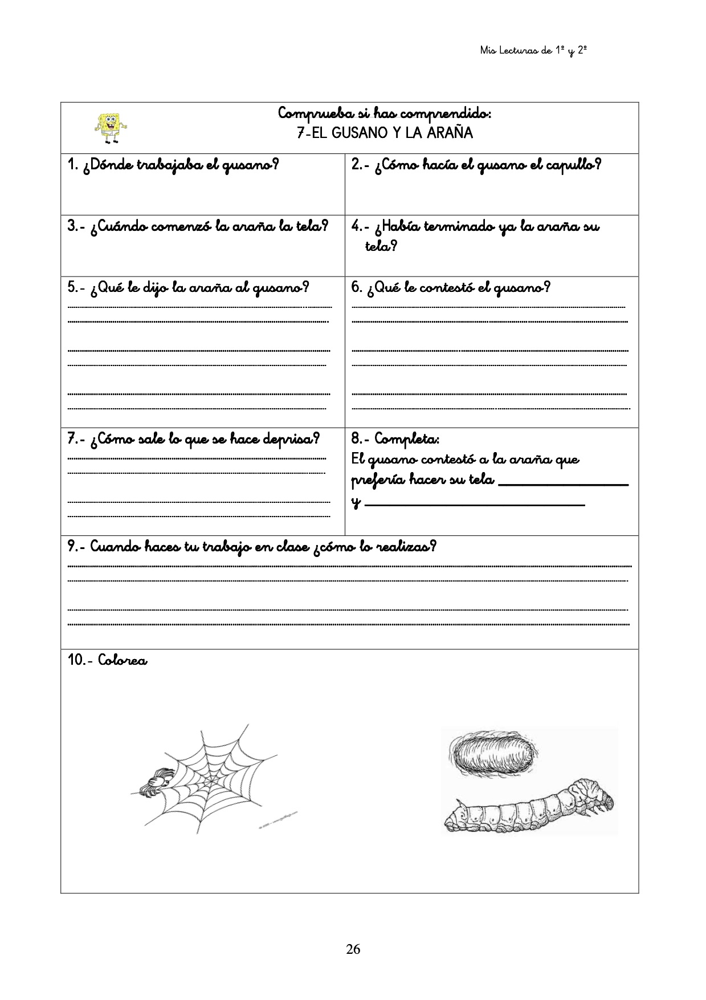 Mis Lecturas de 1º y 2º
Comprueba si has comprendido:
7-EL GUSANO Y LA ARAÑA
1. ¿Dónde trabajaba el gusano?
2.- ¿Cómo hacía el gusano el capullo?
3.- ¿Cuándo comenzó la araña la tela?
4.- ¿Había terminado ya la araña su
tela?
5.- ¿Qué le dijo la araña al gusano?
6. ¿Qué le contestó el gusano?
7.- ¿Cómo sale lo que se hace deprisa?
8.- Completa:
El gusano contestó a la araña que
prefería hacer su tela ________________
y ___________________________
9.- Cuando haces tu trabajo en clase ¿cómo lo realizas?
10.- Colorea
26